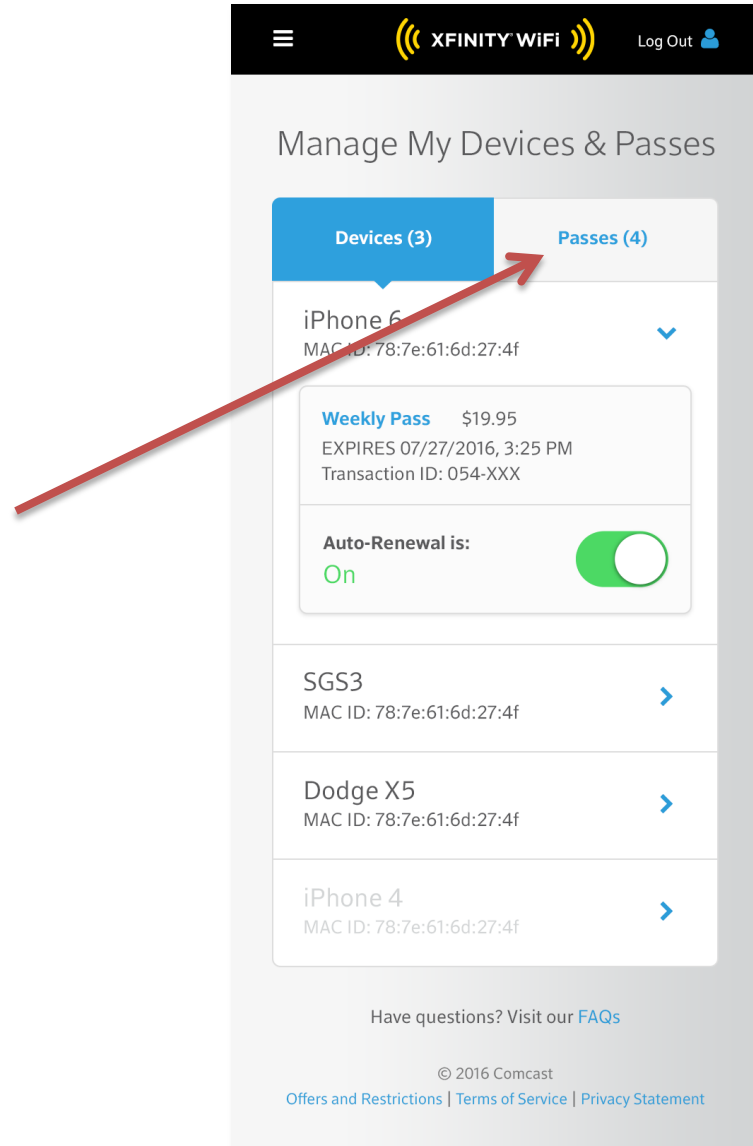 XFINITY WiFi
Log Out
Manage My Devices & Passes
Devices (3)
Passes (4)
iPhone 6
MAC ID: 78:7e:61:6d:27:4f
Weekly Pass $19.95
EXPIRES 07/27/2016, 3:25 PM
Transaction ID: 054-XXX
Auto-Renewal is:
On
SGS3
MAC ID: 78:7e:61:6d:27:4f
Dodge X5
MAC ID: 78:7e:61:6d:27:4f
iPhone 4
MAC ID: 78:7e:61:6d:27:4f
Have questions? Visit our FAQs
© 2016 Comcast
Offers and Restrictions | Terms of Service | Privacy Statement